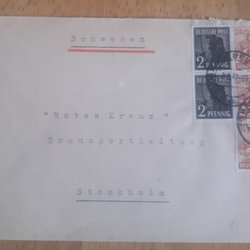 Schweden
"Rotes Kreuz"
Transportleitung
Stockholm
DEUTSCHE POST
2 PFENNIG
DEUTSCHE POST
2 PFENNIG